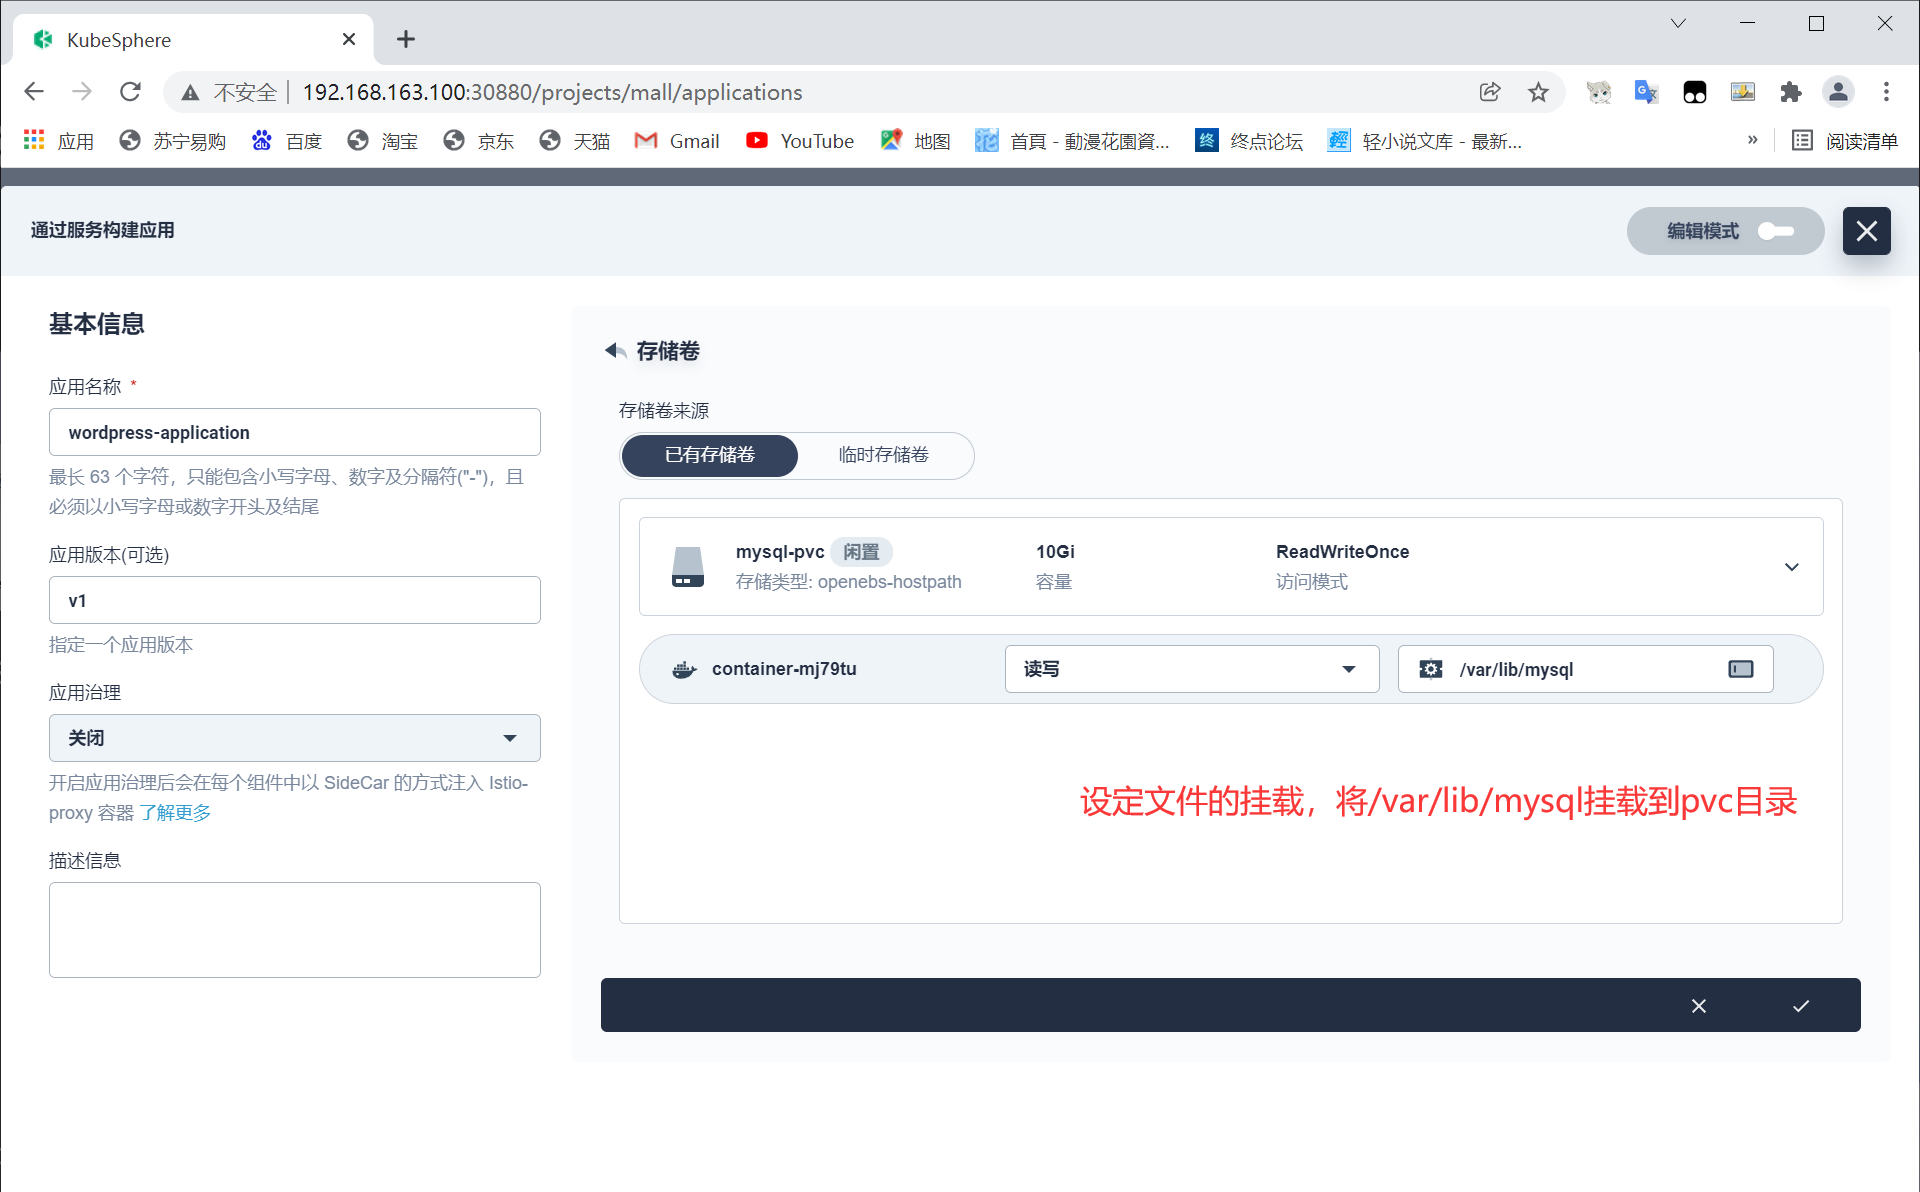 KubeSphere
不安全 192.168.163.100:30880/projects/mall/applications
应用 苏宁易购 百度 淘宝 京东 天猫 Gmail YouTube 地图 首頁 - 動漫花園資... 终 终点论坛 輕 轻小说文库 - 最新... » 阅读清单
通过服务构建应用
编辑模式
基本信息
应用名称 *
wordpress-application
最长 63 个字符，只能包含小写字母、数字及分隔符("-")，且
必须以小写字母或数字开头及结尾
应用版本(可选)
v1
指定一个应用版本
应用治理
关闭
开启应用治理后会在每个组件中以 SideCar 的方式注入 Istio-
proxy 容器 了解更多
描述信息
存储卷
存储卷来源
已有存储卷 临时存储卷
mysql-pvc 闲置 10Gi ReadWriteOnce
存储类型: openebs-hostpath 容量 访问模式
container-mj79tu 读写 /var/lib/mysql
设定文件的挂载，将/var/lib/mysql挂载到pvc目录